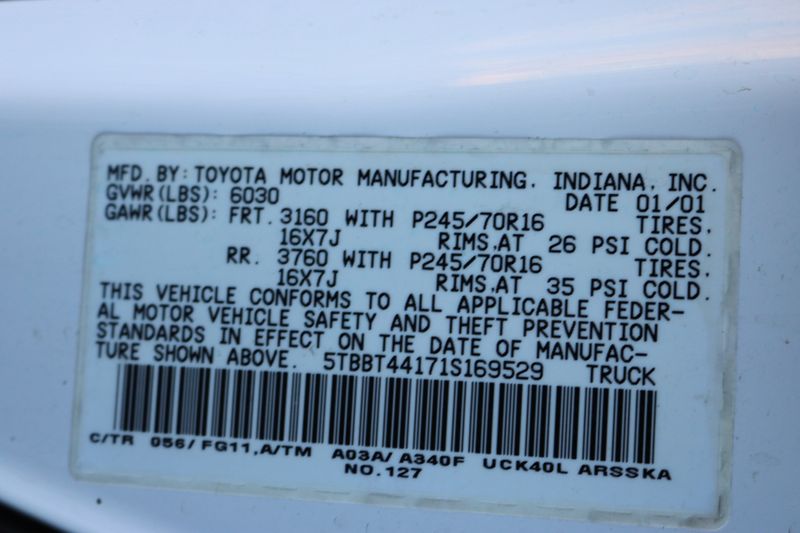 MFD. BY: TOYOTA MOTOR MANUFACTURING. INDIANA. INC.
GVWR(LBS): 6030 DATE 01/01
GAWR(LBS): FRT. 3160 WITH P245/70R16 TIRES.
16X7J RIMS,AT 26 PSI COLD.
RR. 3760 WITH P245/70R16 TIRES.
16X7J RIMS,AT 35 PSI COLD.
THIS VEHICLE CONFORMS TO ALL APPLICABLE FEDER-
AL MOTOR VEHICLE SAFETY AND THEFT PREVENTION
STANDARDS IN EFFECT ON THE DATE OF MANUFAC-
TURE SHOWN ABOVE. 5TBBT44171S169529 TRUCK
C/TR 056/FG11,A/TM A03A/A340F UCK40L ARSSKA
NO.127